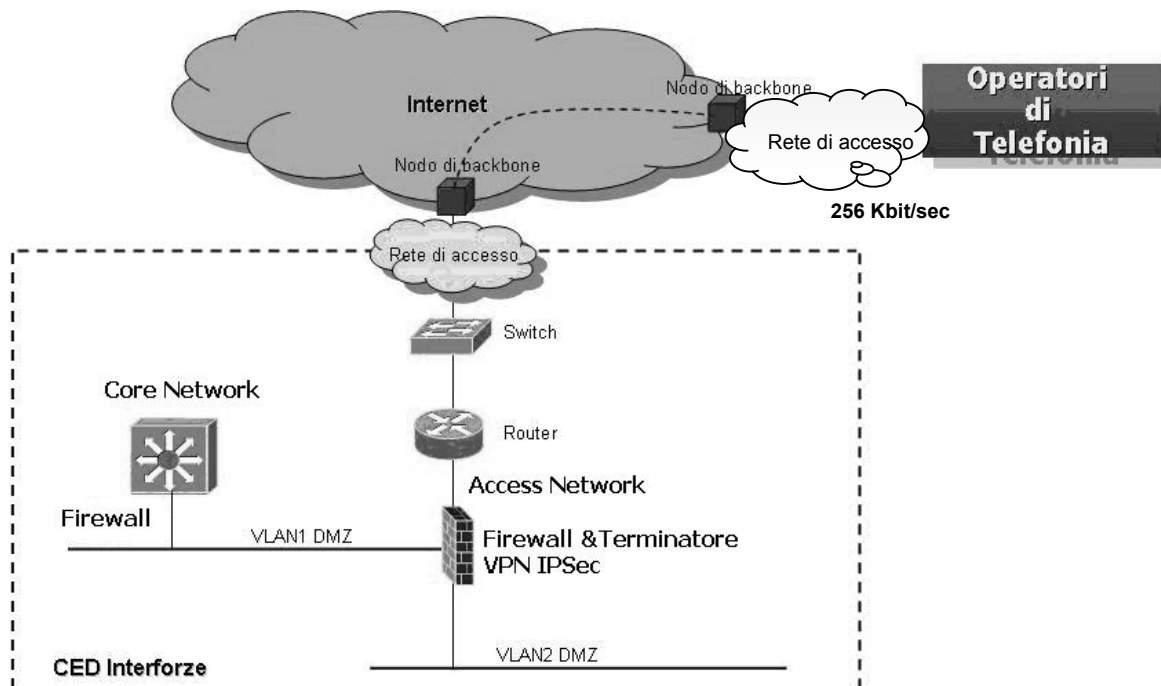 Operatori
di
Telefonia
Nodo di backbone
Internet
Rete di accesso
Nodo di backbone
256 Kbit/sec
Rete di accesso
Switch
Core Network
Router
Access Network
Firewall
VLAN1 DMZ
Firewall &Terminatore
VPN IPSec
VLAN2 DMZ
CED Interforze